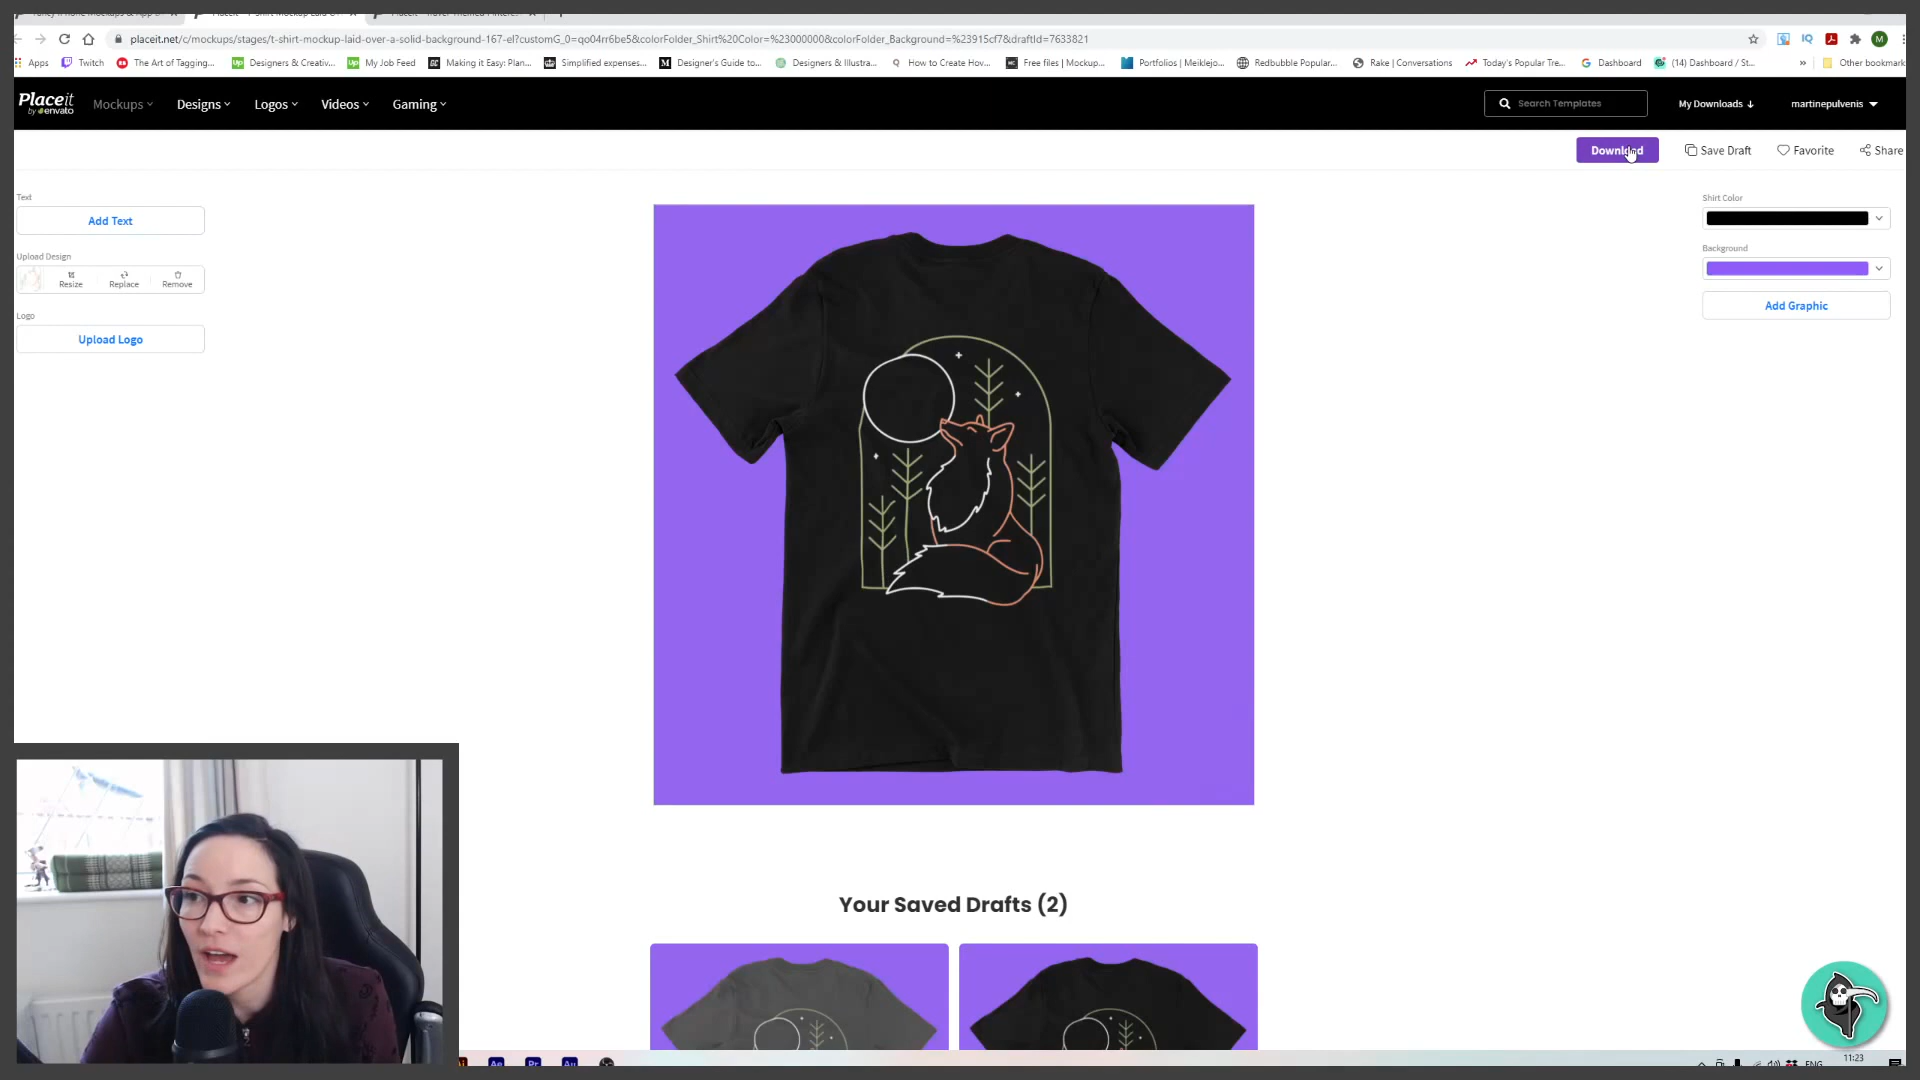 placeit.net/c/mockups/stages/t-shirt-mockup-laid-over-a-solid-background-167-el?customG_0=qo04rr6be5&colorFolder_Shirt%20Color=%23000000&colorFolder_Background=%23915cf7&draftId=7633821
M
Apps Twitch The Art of Tagging... Designers & Creativ... My Job Feed Making it Easy: Plan... Simplified expenses... Designer's Guide to... Designers & Illustra... How to Create Hov... Free files | Mockup... Portfolios | Meiklejo... Redbubble Popular... Rake | Conversations Today's Popular Tre... Dashboard (14) Dashboard / St... » Other bookmark
Placeit by envato Mockups Designs Logos Videos Gaming Search Templates My Downloads martinepulvenis
Download Save Draft Favorite Share
Text
Add Text
Upload Design
Resize Replace Remove
Logo
Upload Logo
Shirt Color
Background
Add Graphic
Your Saved Drafts (2)
Ae Pr Au ENG 11:23